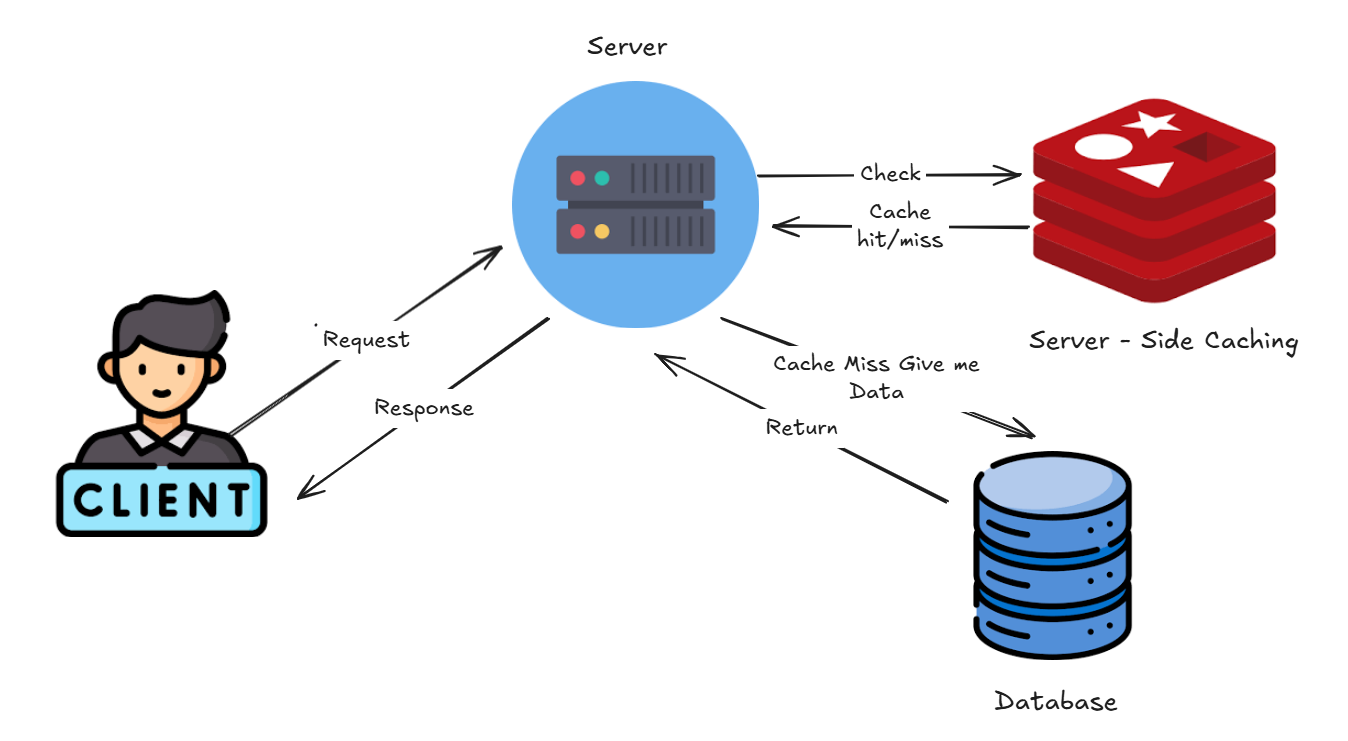 Server
Check
Cache
hit/miss
Request
Server - Side Caching
Cache Miss Give me
Data
Response
Return
CLIENT
Database